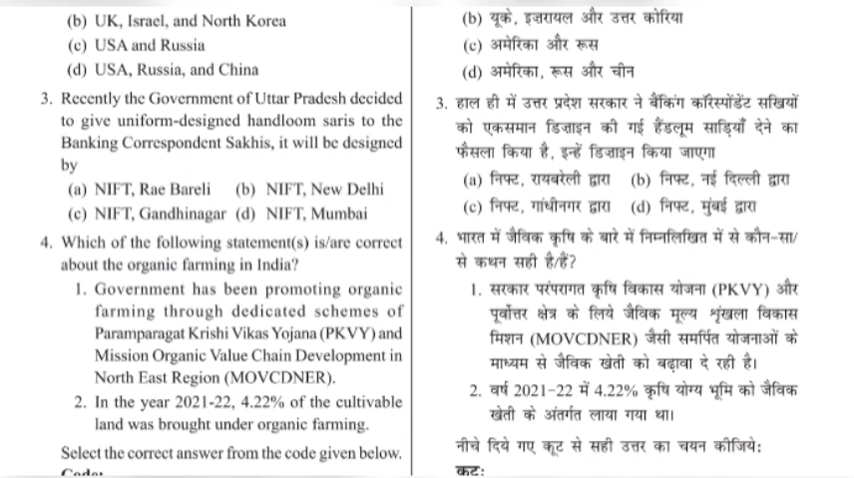 (b) UK, Israel, and North Korea
(c) USA and Russia
(d) USA, Russia, and China
3. Recently the Government of Uttar Pradesh decided
to give uniform-designed handloom saris to the
Banking Correspondent Sakhis, it will be designed
by
(a) NIFT, Rae Bareli (b) NIFT, New Delhi
(c) NIFT, Gandhinagar (d) NIFT, Mumbai
4. Which of the following statement(s) is/are correct
about the organic farming in India?
1. Government has been promoting organic
farming through dedicated schemes of
Paramparagat Krishi Vikas Yojana (PKVY) and
Mission Organic Value Chain Development in
North East Region (MOVCDNER).
2. In the year 2021-22, 4.22% of the cultivable
land was brought under organic farming.
Select the correct answer from the code given below.
Code:
(b) यूके, इज़रायल और उत्तर कोरिया
(c) अमेरिका और रूस
(d) अमेरिका, रूस और चीन
3. हाल ही में उत्तर प्रदेश सरकार ने बैंकिंग कॉरेस्पोंडेंट सखियों
को एकसमान डिज़ाइन की गई हैंडलूम साड़ियाँ देने का
फैसला किया है, इन्हें डिज़ाइन किया जाएगा
(a) निफ्ट, रायबरेली द्वारा (b) निफ्ट, नई दिल्ली द्वारा
(c) निफ्ट, गांधीनगर द्वारा (d) निफ्ट, मुंबई द्वारा
4. भारत में जैविक कृषि के बारे में निम्नलिखित में से कौन-सा/
से कथन सही है/हैं?
1. सरकार परंपरागत कृषि विकास योजना (PKVY) और
पूर्वोत्तर क्षेत्र के लिये जैविक मूल्य शृंखला विकास
मिशन (MOVCDNER) जैसी समर्पित योजनाओं के
माध्यम से जैविक खेती को बढ़ावा दे रही है।
2. वर्ष 2021-22 में 4.22% कृषि योग्य भूमि को जैविक
खेती के अंतर्गत लाया गया था।
नीचे दिये गए कूट से सही उत्तर का चयन कीजिये:
कूट: